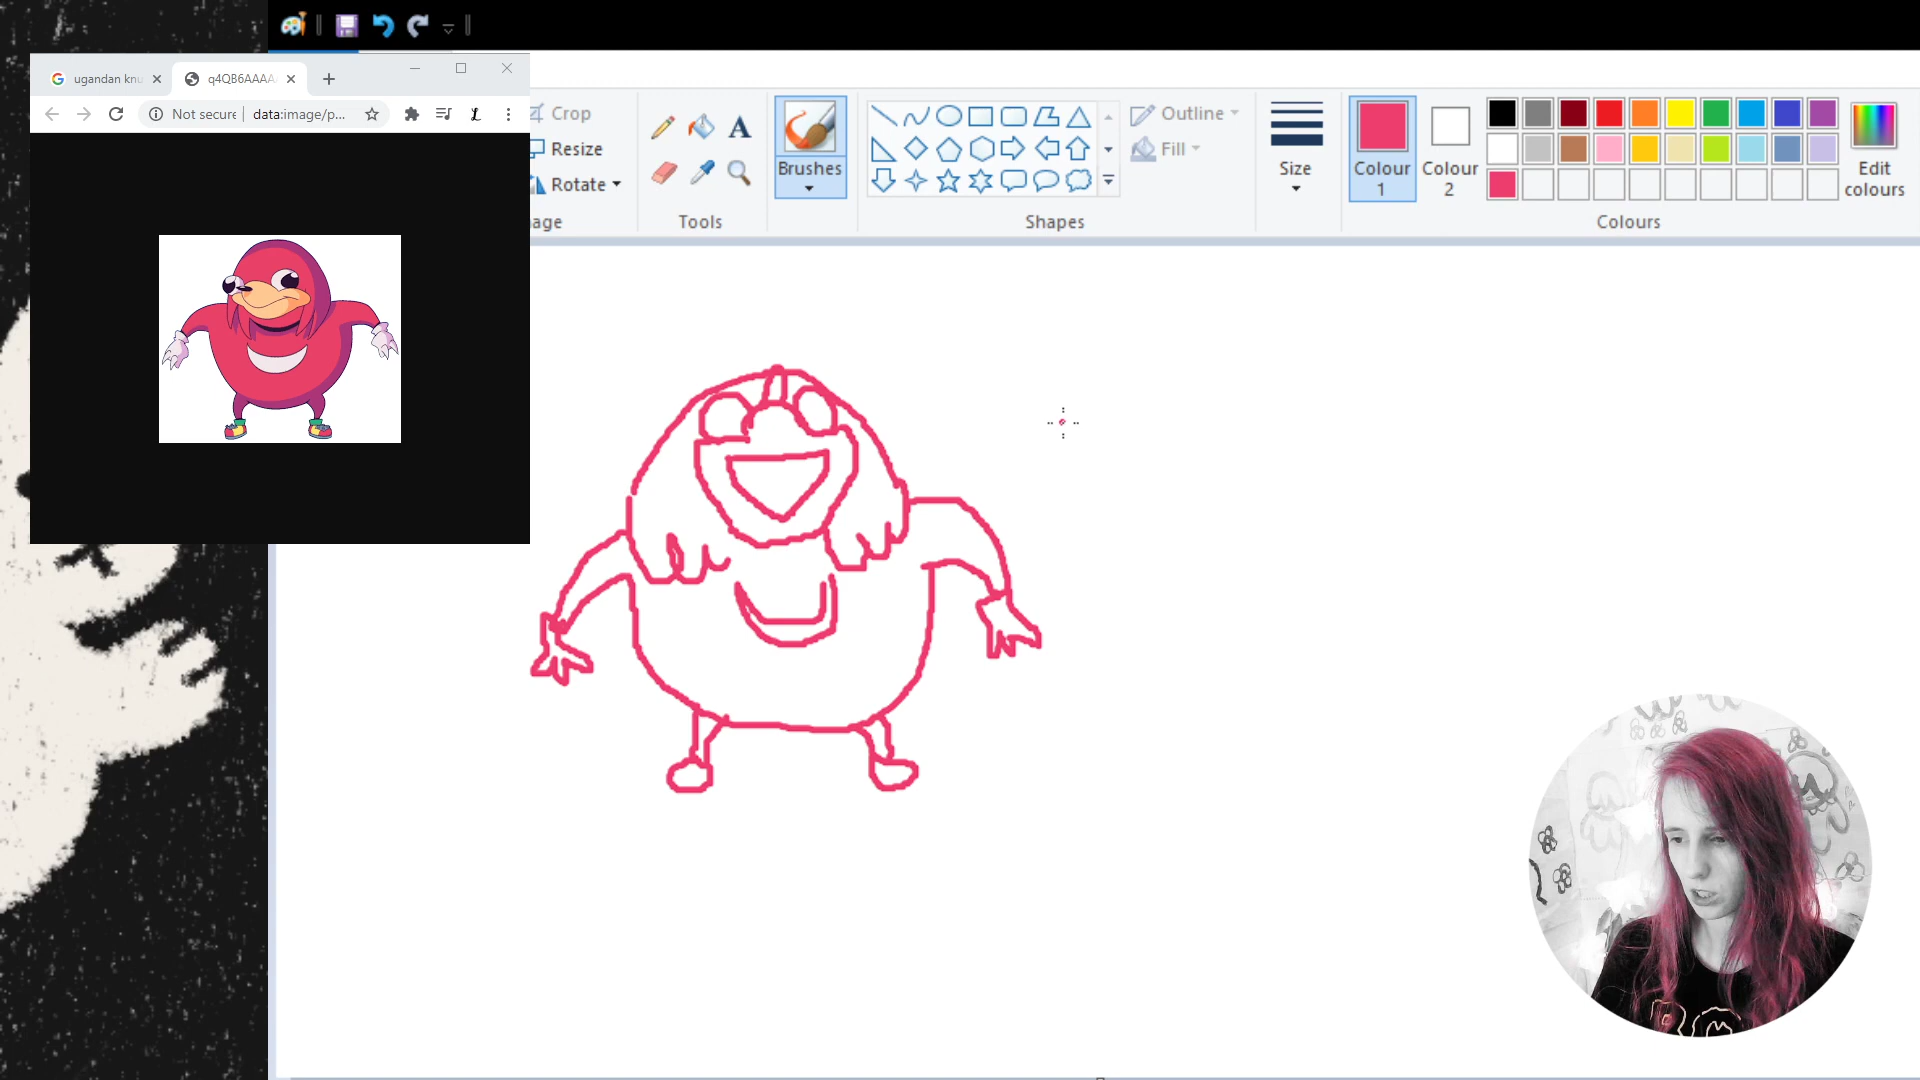 ugandan knu
q4QB6AAAA
Not secure
data:image/p...
Crop
Resize
Rotate
age
Tools
A
Brushes
Shapes
Outline
Fill
Size
Colour
1
Colour
2
Edit
colours
Colours